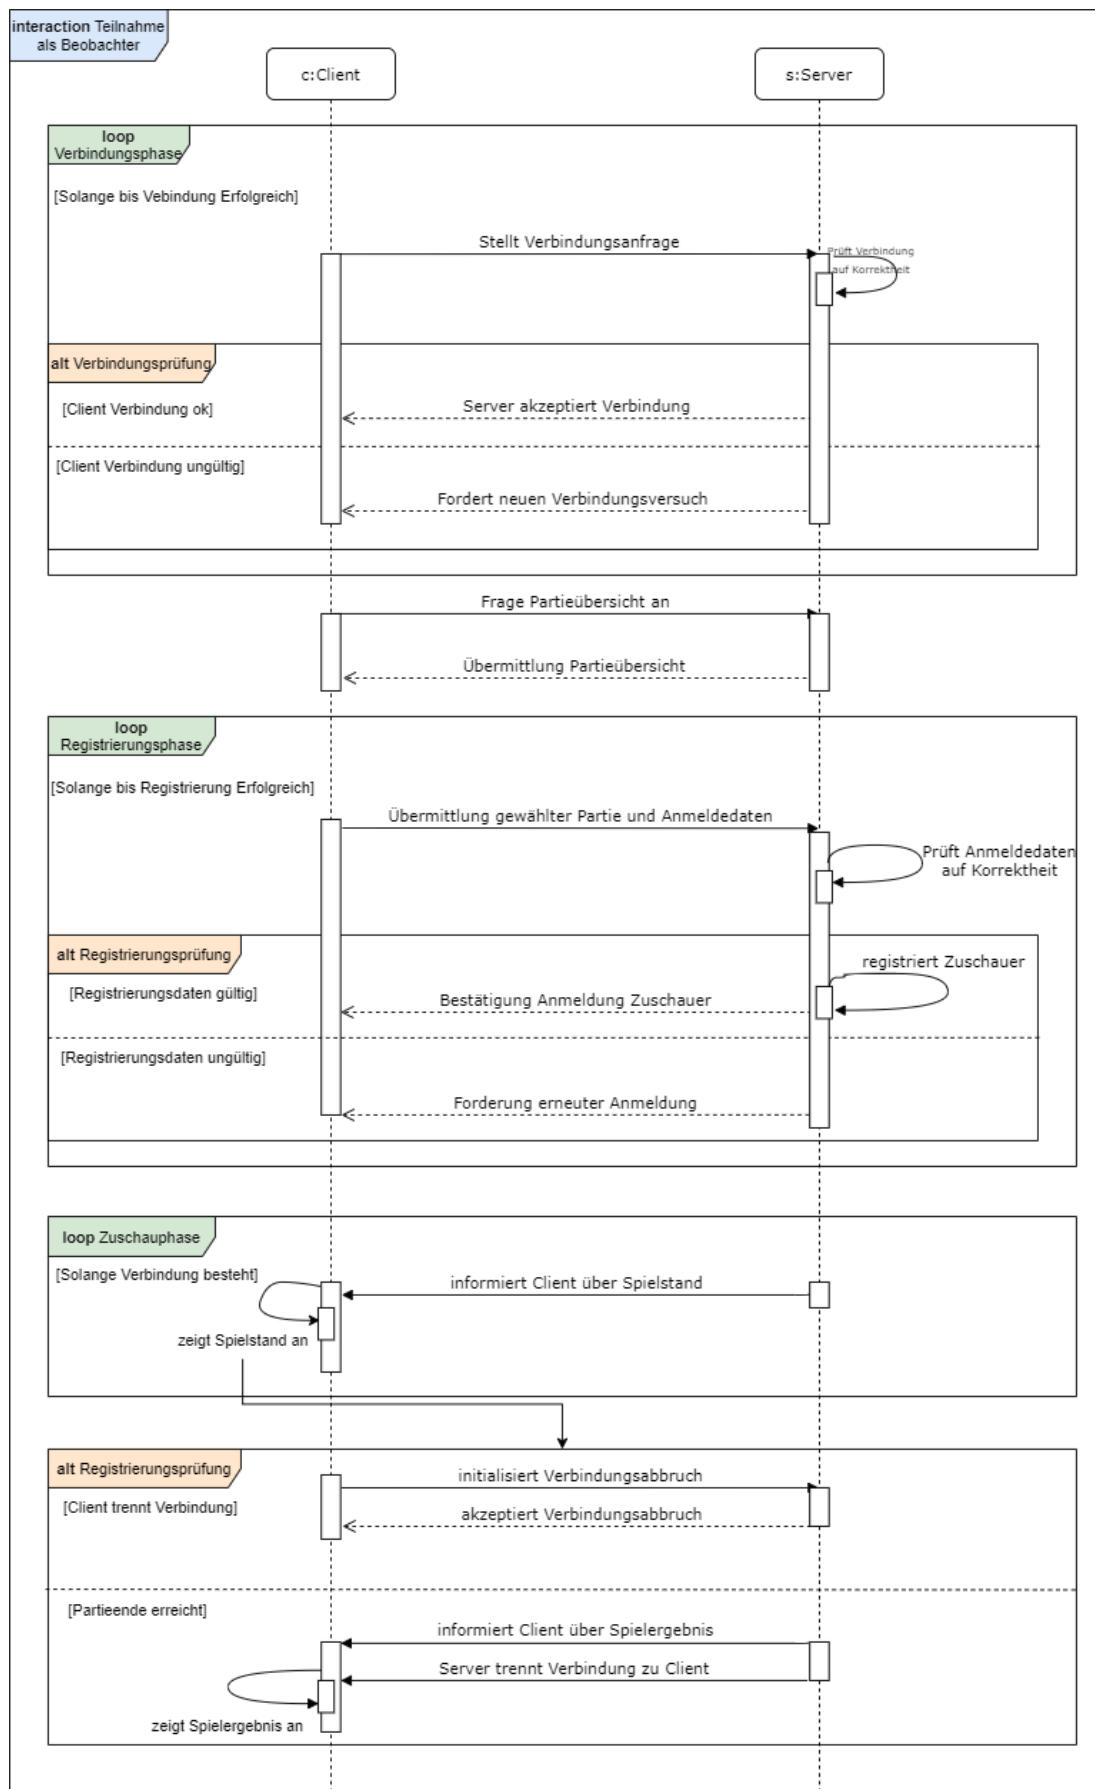 interaction Teilnahme
als Beobachter
c:Client
s:Server
loop
Verbindungsphase
[Solange bis Vebindung Erfolgreich]
Stellt Verbindungsanfrage
Prüft Verbindung
auf Korrektheit
alt Verbindungsprüfung
[Client Verbindung ok]
Server akzeptiert Verbindung
[Client Verbindung ungültig]
Fordert neuen Verbindungsversuch
Frage Partieübersicht an
Übermittlung Partieübersicht
loop
Registrierungsphase
[Solange bis Registrierung Erfolgreich]
Übermittlung gewählter Partie und Anmeldedaten
Prüft Anmeldedaten
auf Korrektheit
alt Registrierungsprüfung
registriert Zuschauer
[Registrierungsdaten gültig]
Bestätigung Anmeldung Zuschauer
[Registrierungsdaten ungültig]
Forderung erneuter Anmeldung
loop Zuschauphase
[Solange Verbindung besteht]
informiert Client über Spielstand
zeigt Spielstand an
alt Registrierungsprüfung
initialisiert Verbindungsabbruch
[Client trennt Verbindung]
akzeptiert Verbindungsabbruch
[Partieende erreicht]
informiert Client über Spielergebnis
Server trennt Verbindung zu Client
zeigt Spielergebnis an